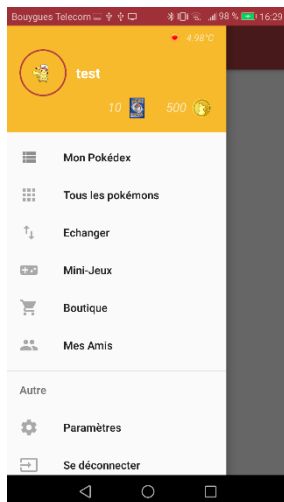 Bouygues Telecom 98 % 16:29
4.98°C
test
10 500
Mon Pokédex
Tous les pokémons
Echanger
Mini-Jeux
Boutique
Mes Amis
Autre
Paramètres
Se déconnecter